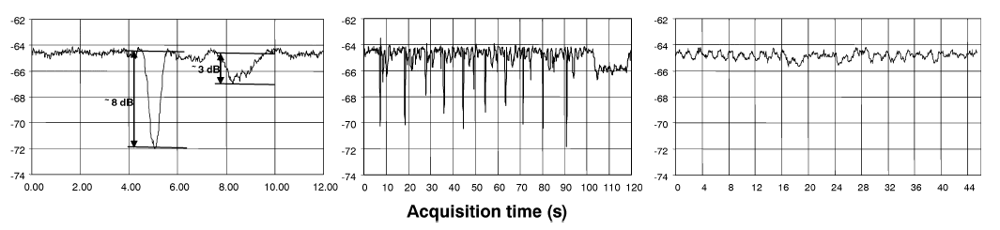 -62 -62 -62
-64 -64 -64
-66 -66 -66
-68 -68 -68
-70 -70 -70
-72 -72 -72
-74 -74 -74
~3 dB
~8 dB
0.00 2.00 4.00 6.00 8.00 10.00 12.00
0 10 20 30 40 50 60 70 80 90 100 110 120
0 4 8 12 16 20 24 28 32 36 40 44
Acquisition time (s)